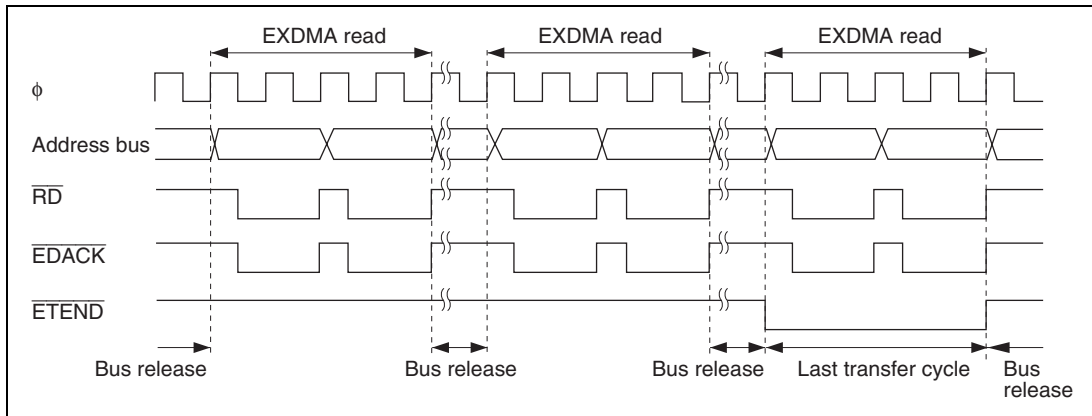 EXDMA read EXDMA read EXDMA read
ϕ
Address bus
RD
EDACK
ETEND
Bus release Bus release Bus release Last transfer cycle Bus
release